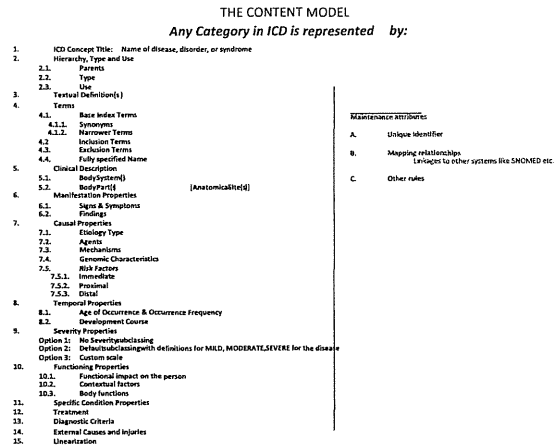 THE CONTENT MODEL
Any Category in ICD is represented by:
1. ICD Concept Title: Name of disease, disorder, or syndrome
2. Hierarchy, Type and Use
2.1. Parents
2.2. Type
2.3. Use
3. Textual Definition(s)
4. Terms
4.1. Base Index Terms
4.1.1. Synonyms
4.1.2. Narrower Terms
4.2 Inclusion Terms
4.3. Exclusion Terms
4.4. Fully specified Name
5. Clinical Description
5.1. BodySystem(s)
5.2. BodyPart(s) [AnatomicalSite(s)]
6. Manifestation Properties
6.1. Signs & Symptoms
6.2. Findings
7. Causal Properties
7.1. Etiology Type
7.2. Agents
7.3. Mechanisms
7.4. Genomic Characteristics
7.5. Risk Factors
7.5.1. Immediate
7.5.2. Proximal
7.5.3. Distal
8. Temporal Properties
8.1. Age of Occurrence & Occurrence Frequency
8.2. Development Course
9. Severity Properties
Option 1: No Severitysubclassing
Option 2: Defaultsubclassingwith definitions for MILD, MODERATE,SEVERE for the disease
Option 3: Custom scale
10. Functioning Properties
10.1. Functional impact on the person
10.2. Contextual factors
10.3. Body functions
11. Specific Condition Properties
12. Treatment
13. Diagnostic Criteria
14. External Causes and Injuries
15. Linearization
Maintenance attributes
A. Unique Identifier
B. Mapping relationships
Linkages to other systems like SNOMED etc.
C. Other rules